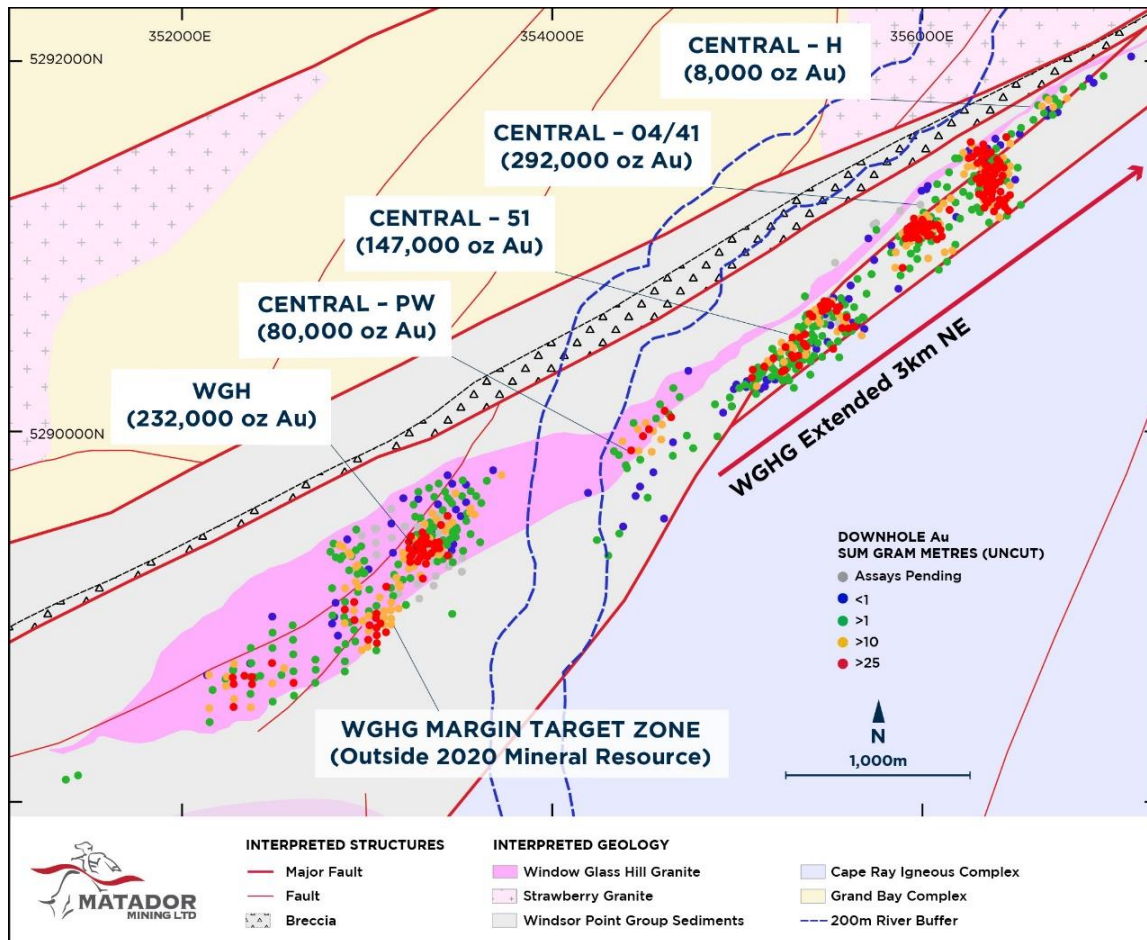 352000E
354000E
356000E
5292000N
CENTRAL – H
(8,000 oz Au)
CENTRAL – 04/41
(292,000 oz Au)
CENTRAL – 51
(147,000 oz Au)
CENTRAL – PW
(80,000 oz Au)
WGH
(232,000 oz Au)
5290000N
WGHG Extended 3km NE
DOWNHOLE Au
SUM GRAM METRES (UNCUT)
Assays Pending
<1
>1
>10
>25
WGHG MARGIN TARGET ZONE
(Outside 2020 Mineral Resource)
N
1,000m
MATADOR
MINING LTD
INTERPRETED STRUCTURES
Major Fault
Fault
Breccia
INTERPRETED GEOLOGY
Window Glass Hill Granite
Strawberry Granite
Windsor Point Group Sediments
Cape Ray Igneous Complex
Grand Bay Complex
200m River Buffer